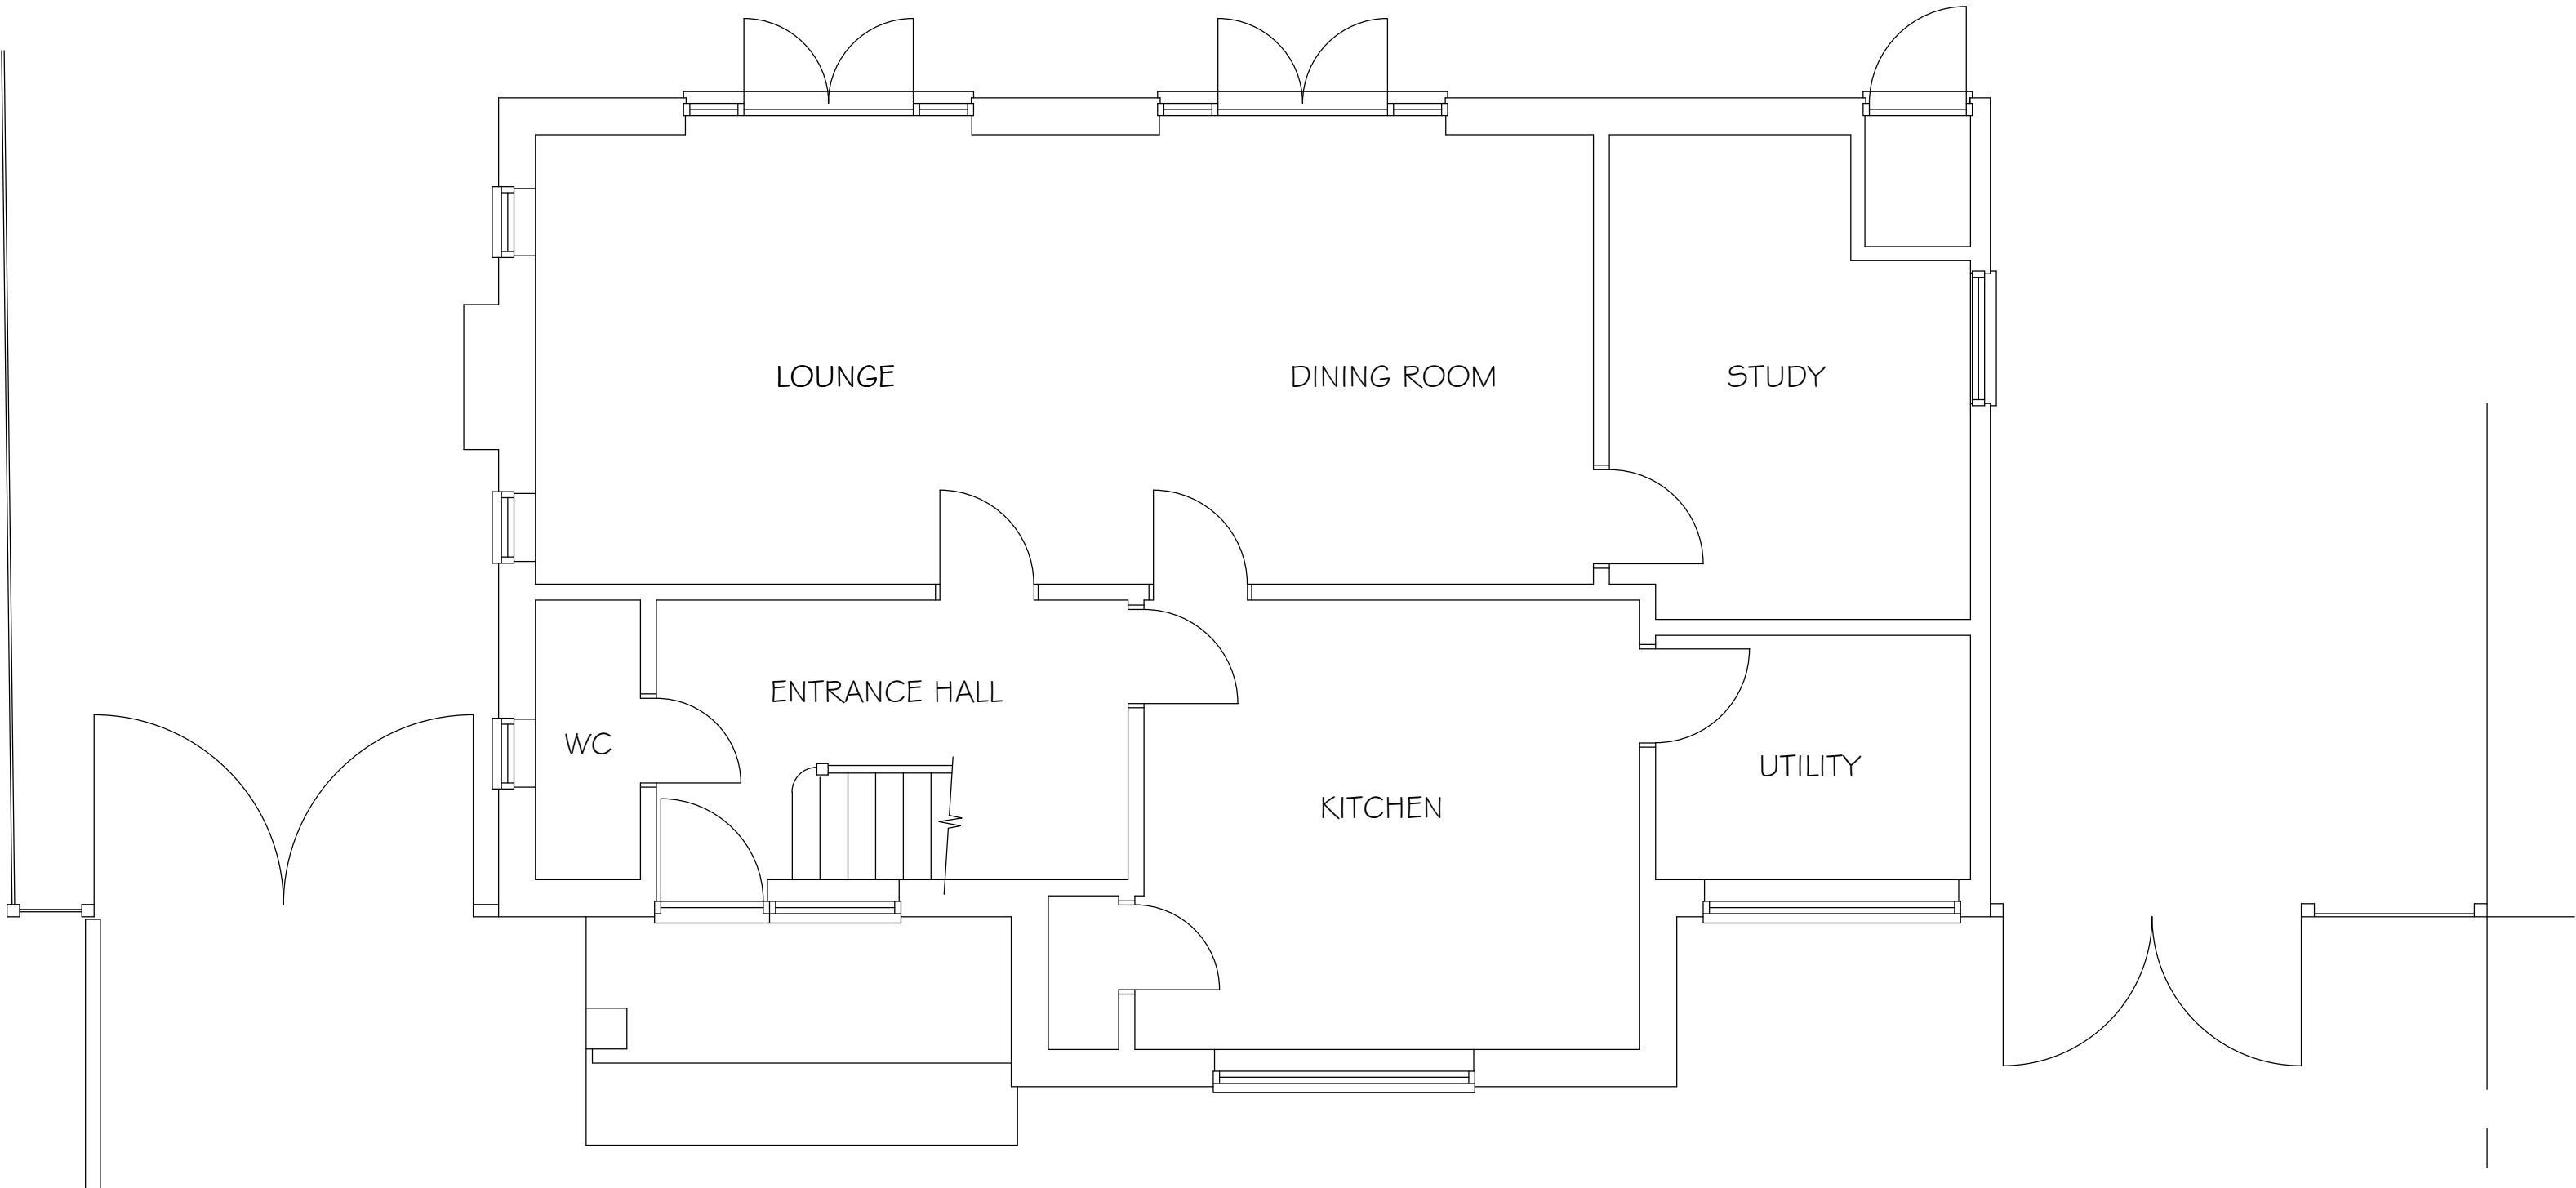 LOUNGE
DINING ROOM
STUDY
ENTRANCE HALL
WC
UTILITY
KITCHEN